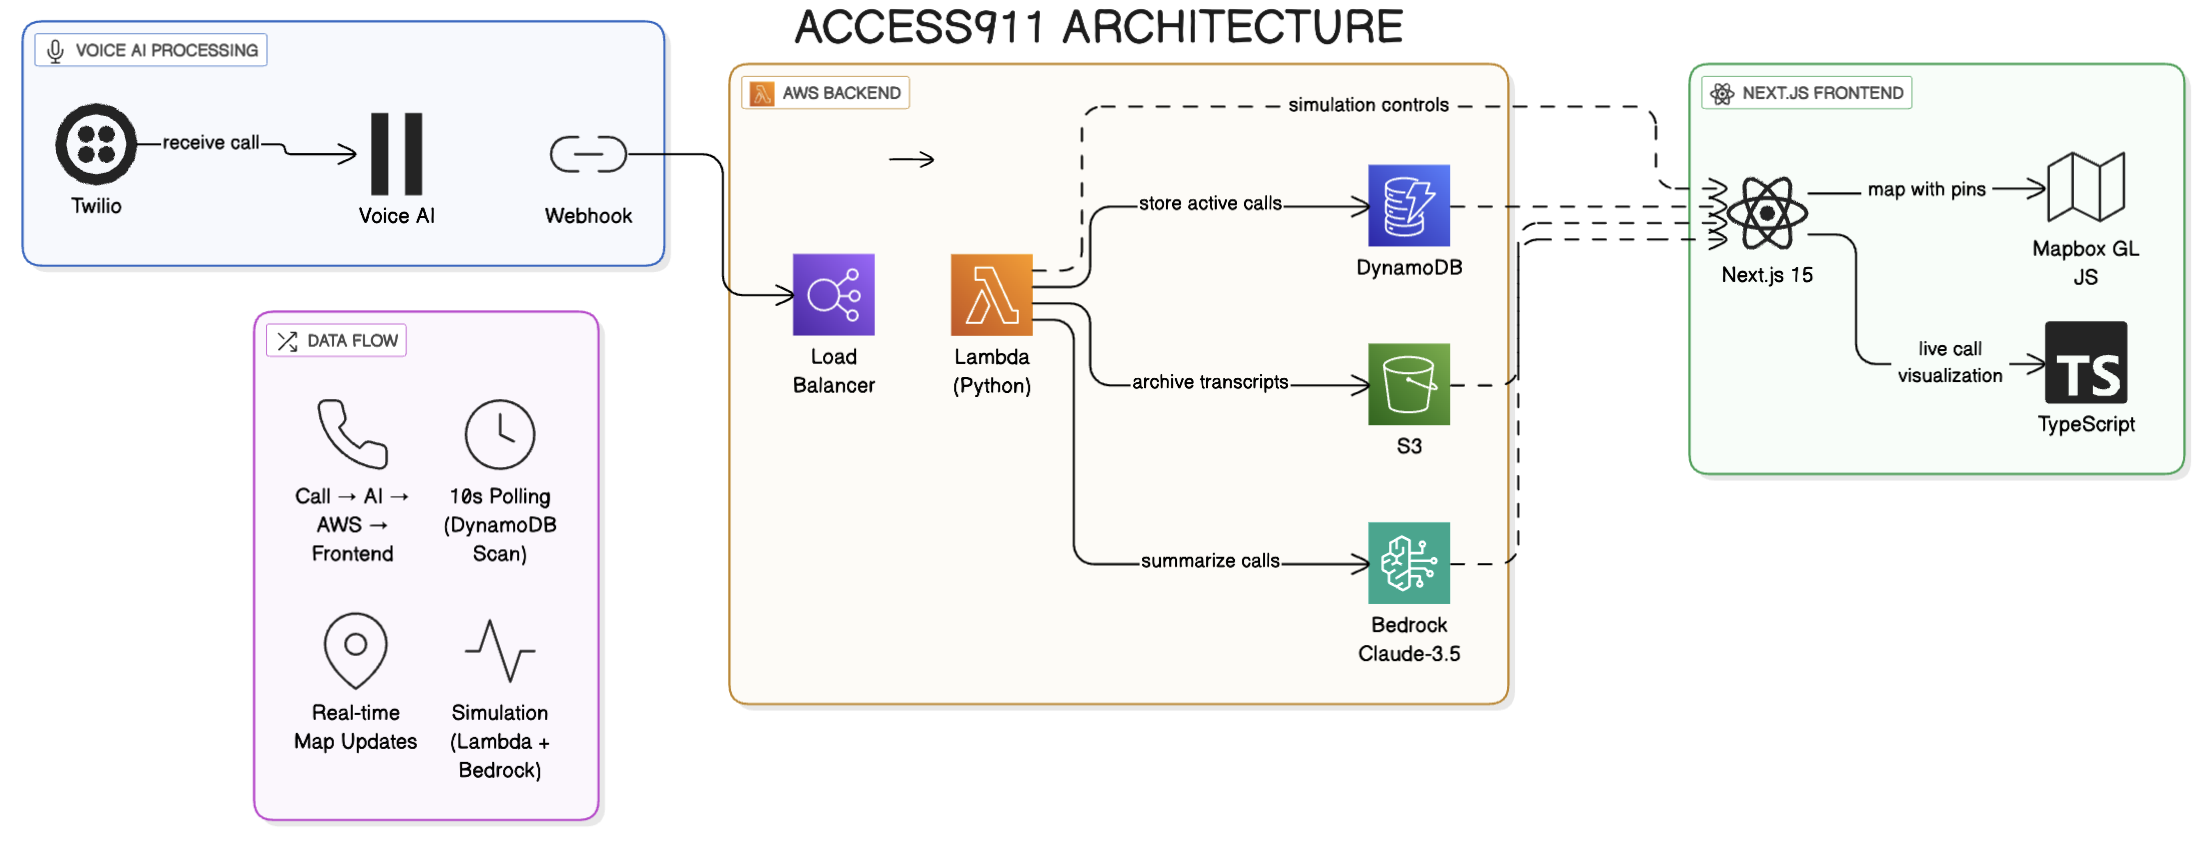 ACCESS911 ARCHITECTURE
VOICE AI PROCESSING
receive call
Twilio
Voice AI
Webhook
DATA FLOW
Call → AI →
AWS →
Frontend
10s Polling
(DynamoDB
Scan)
Real-time
Map Updates
Simulation
(Lambda +
Bedrock)
AWS BACKEND
simulation controls
store active calls
DynamoDB
Load
Balancer
Lambda
(Python)
archive transcripts
S3
summarize calls
Bedrock
Claude-3.5
NEXT.JS FRONTEND
Next.js 15
map with pins
Mapbox GL
JS
live call
visualization
TS
TypeScript